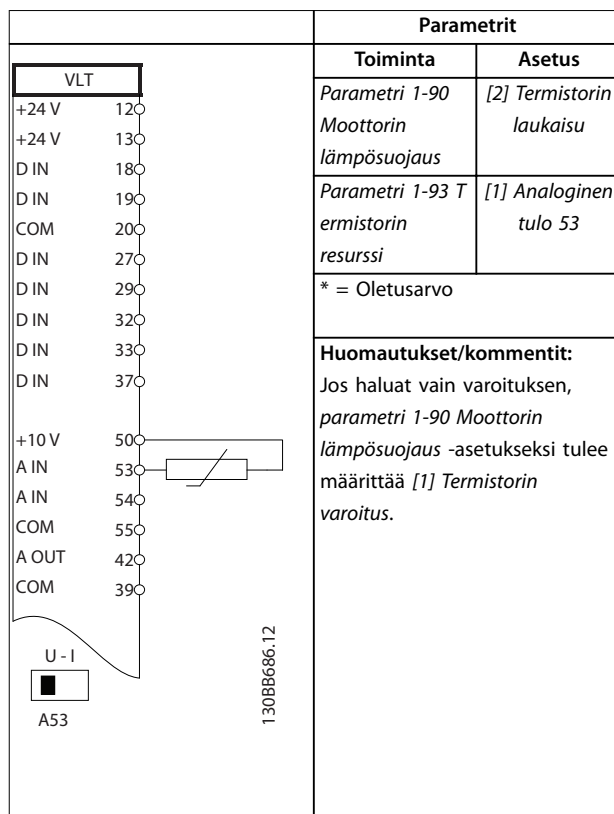 VLT
+24 V 12
+24 V 13
D IN 18
D IN 19
COM 20
D IN 27
D IN 29
D IN 32
D IN 33
D IN 37
+10 V 50
A IN 53
A IN 54
COM 55
A OUT 42
COM 39
U - I
A53
130BB686.12
Parametrit
Toiminta Asetus
Parametri 1-90 [2] Termistorin
Moottorin laukaisu
lämpösuojaus
Parametri 1-93 T [1] Analoginen
ermistorin tulo 53
resurssi
* = Oletusarvo
Huomautukset/kommentit:
Jos haluat vain varoituksen,
parametri 1-90 Moottorin
lämpösuojaus -asetukseksi tulee
määrittää [1] Termistorin
varoitus.